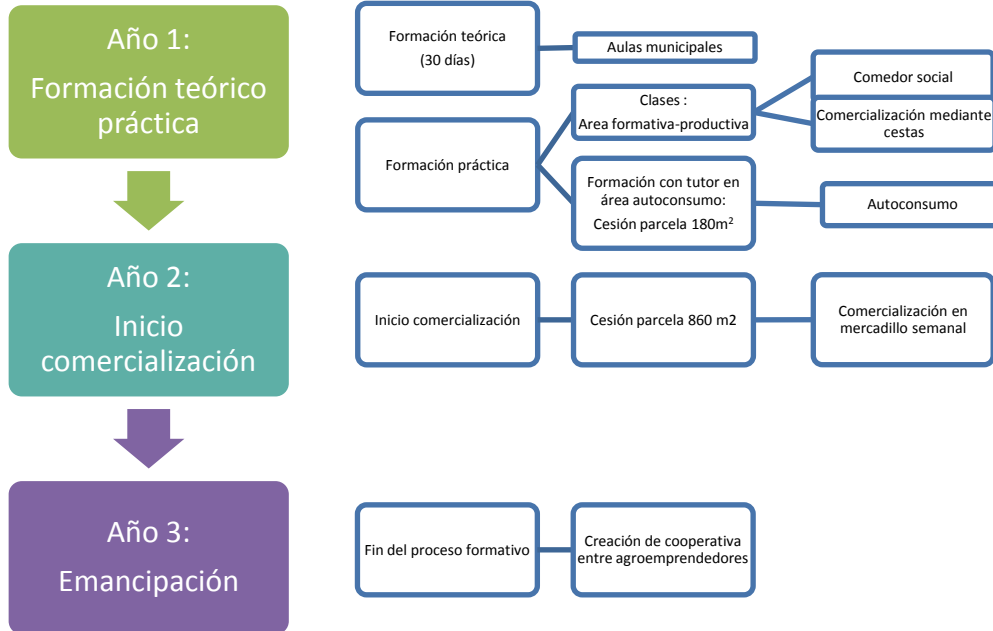 Año 1:
Formación teórico
práctica
Formación teórica
(30 días)
Aulas municipales
Formación práctica
Clases :
Area formativa-productiva
Comedor social
Comercialización mediante
cestas
Formación con tutor en
área autoconsumo:
Cesión parcela 180m²
Autoconsumo
Año 2:
Inicio
comercialización
Inicio comercialización
Cesión parcela 860 m2
Comercialización en
mercadillo semanal
Año 3:
Emancipación
Fin del proceso formativo
Creación de cooperativa
entre agroemprendedores